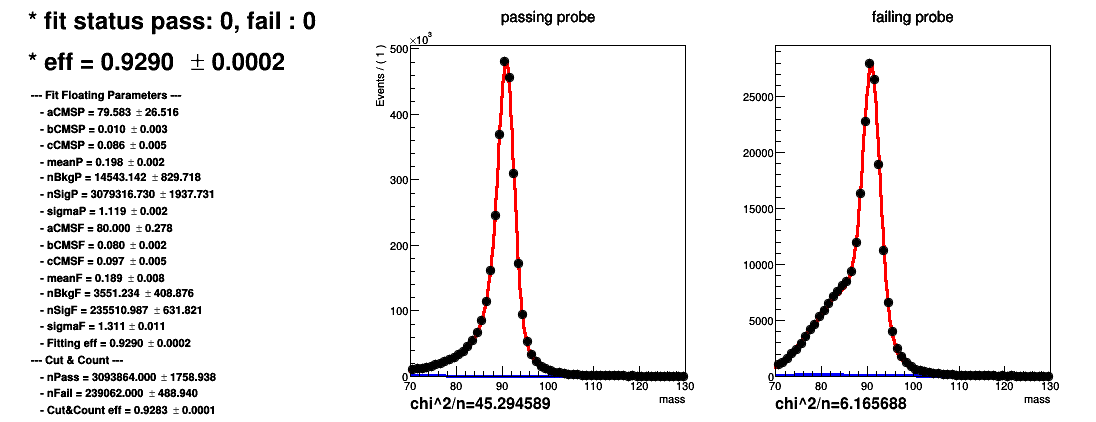 * fit status pass: 0, fail : 0
* eff = 0.9290 ± 0.0002
--- Fit Floating Parameters ---
- aCMSP = 79.583 ± 26.516
- bCMSP = 0.010 ± 0.003
- cCMSP = 0.086 ± 0.005
- meanP = 0.198 ± 0.002
- nBkgP = 14543.142 ± 829.718
- nSigP = 3079316.730 ± 1937.731
- sigmaP = 1.119 ± 0.002
- aCMSF = 80.000 ± 0.278
- bCMSF = 0.080 ± 0.002
- cCMSF = 0.097 ± 0.005
- meanF = 0.189 ± 0.008
- nBkgF = 3551.234 ± 408.876
- nSigF = 235510.987 ± 631.821
- sigmaF = 1.311 ± 0.011
- Fitting eff = 0.9290 ± 0.0002
--- Cut & Count ---
- nPass = 3093864.000 ± 1758.938
- nFail = 239062.000 ± 488.940
- Cut&Count eff = 0.9283 ± 0.0001
passing probe
×10³
Events / ( 1 )
500
400
300
200
100
0
70 80 90 100 110 120 130
mass
chi^2/n=45.294589
failing probe
25000
20000
15000
10000
5000
0
70 80 90 100 110 120 130
mass
chi^2/n=6.165688